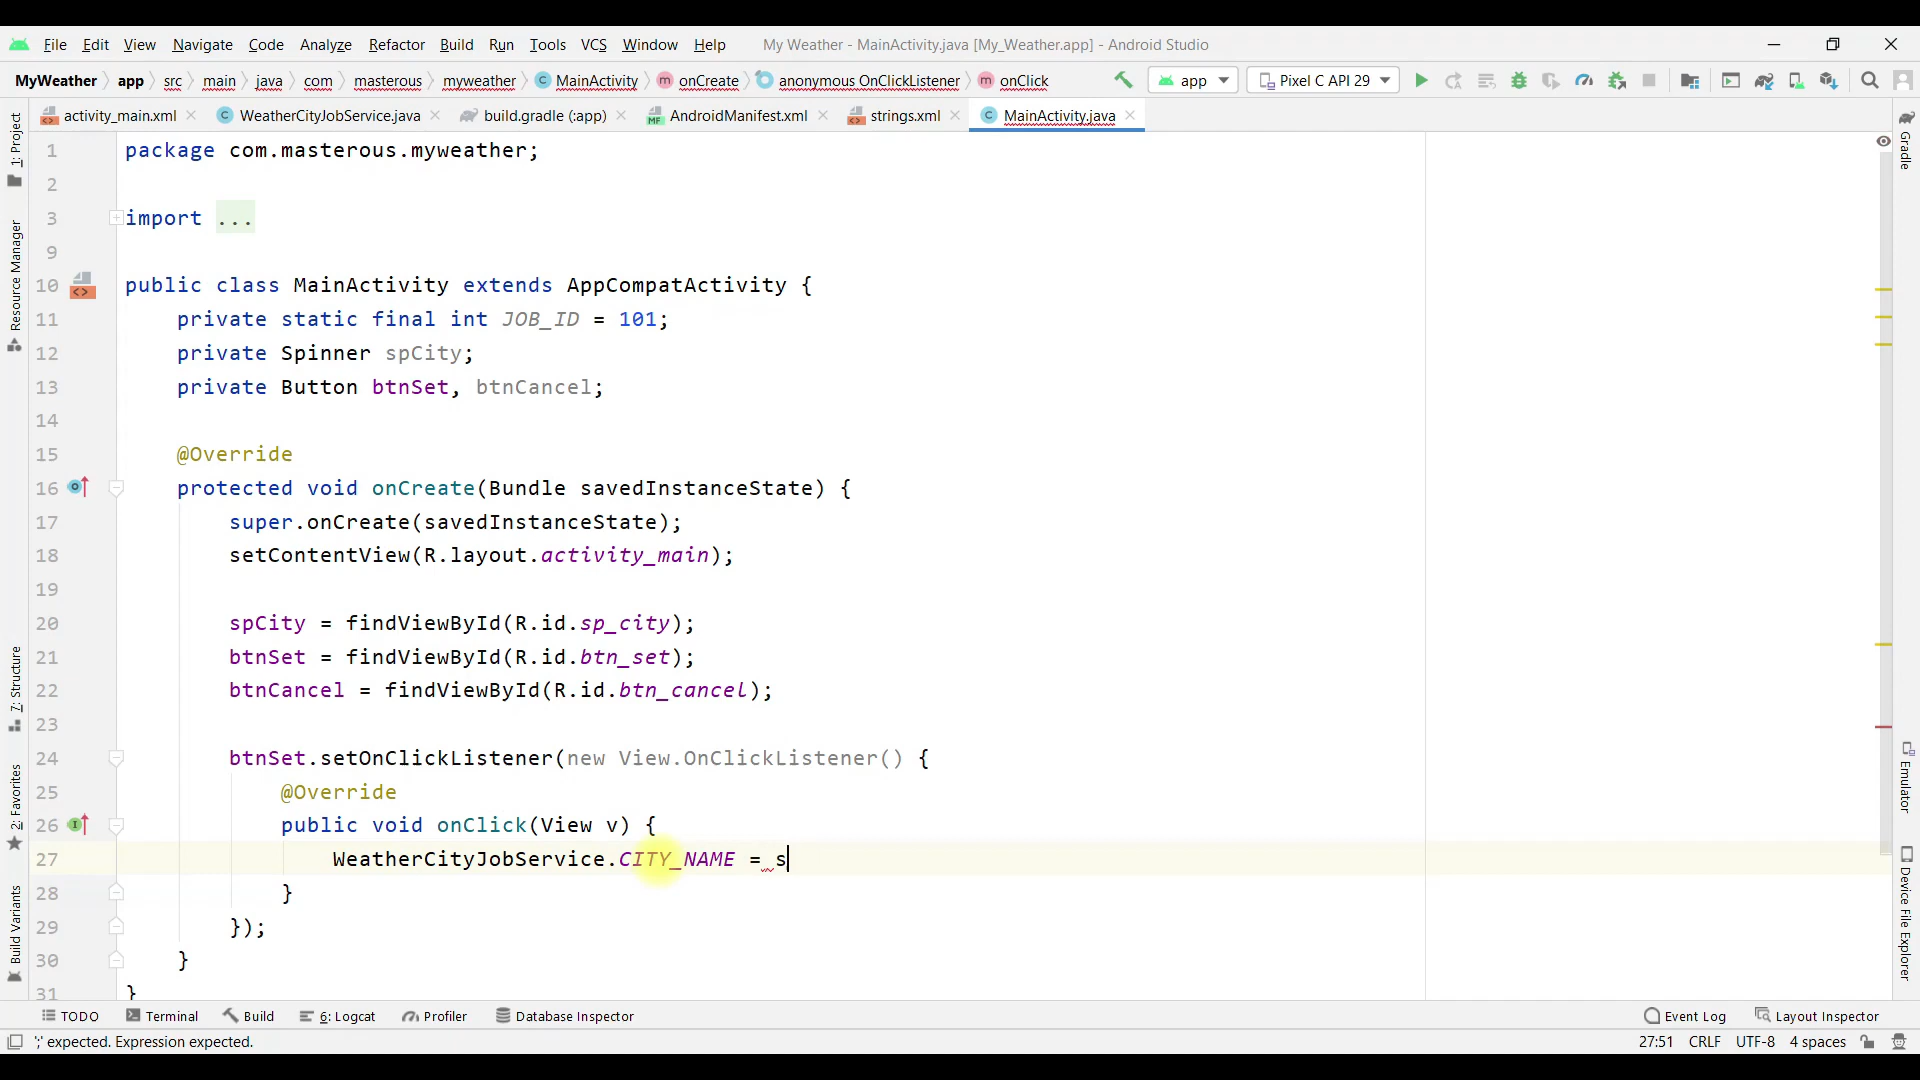 File Edit View Navigate Code Analyze Refactor Build Run Tools VCS Window Help My Weather - MainActivity.java [My_Weather.app] - Android Studio
MyWeather app src main java com masterous myweather MainActivity onCreate anonymous OnClickListener onClick app Pixel C API 29
activity_main.xml WeatherCityJobService.java build.gradle (:app) AndroidManifest.xml strings.xml MainActivity.java
1: Project
Resource Manager
7: Structure
2: Favorites
Build Variants
1 package com.masterous.myweather;
2
3 import ...
9
10 public class MainActivity extends AppCompatActivity {
11 private static final int JOB_ID = 101;
12 private Spinner spCity;
13 private Button btnSet, btnCancel;
14
15 @Override
16 protected void onCreate(Bundle savedInstanceState) {
17 super.onCreate(savedInstanceState);
18 setContentView(R.layout.activity_main);
19
20 spCity = findViewById(R.id.sp_city);
21 btnSet = findViewById(R.id.btn_set);
22 btnCancel = findViewById(R.id.btn_cancel);
23
24 btnSet.setOnClickListener(new View.OnClickListener() {
25 @Override
26 public void onClick(View v) {
27 WeatherCityJobService.CITY_NAME = s
28 }
29 });
30 }
31 }
Gradle
Emulator
Device File Explorer
TODO Terminal Build 6: Logcat Profiler Database Inspector Event Log Layout Inspector
';' expected. Expression expected. 27:51 CRLF UTF-8 4 spaces